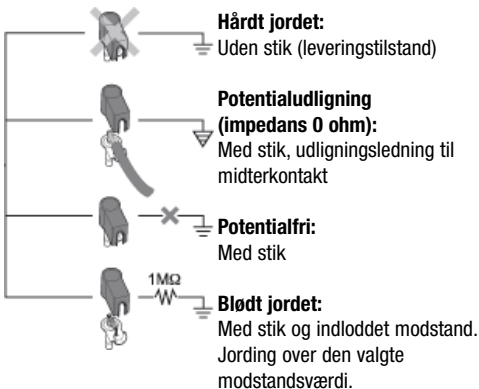 Hårdt jordet:
Uden stik (leveringstilstand)
Potentialudligning
(impedans 0 ohm):
Med stik, udligningsledning til
midterkontakt
Potentialfri:
Med stik
1MΩ
Blødt jordet:
Med stik og indloddet modstand.
Jording over den valgte
modstandsværdi.